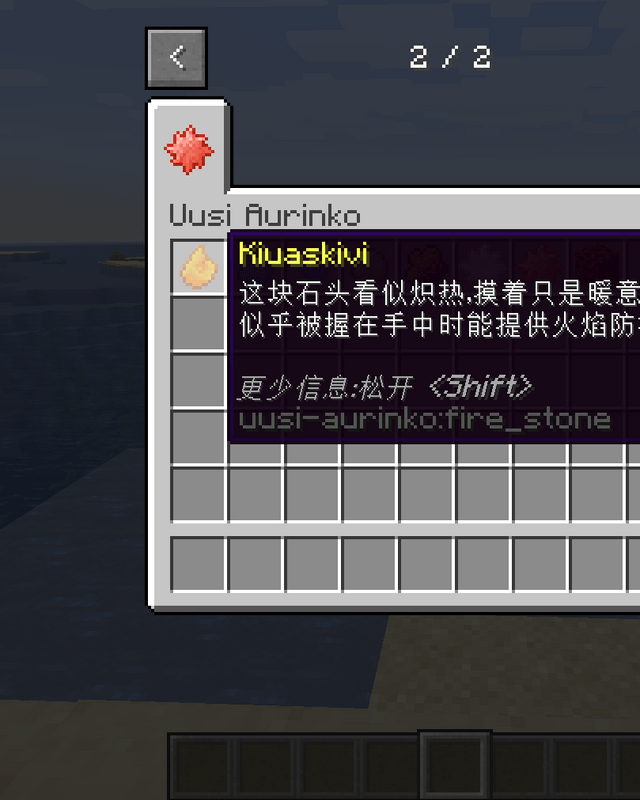 2 / 2
Uusi Aurinko
Kiuaskivi
这块石头看似炽热,摸着只是暖意
似乎被握在手中时能提供火焰防
更少信息:松开 <Shift>
uusi-aurinko:fire_stone